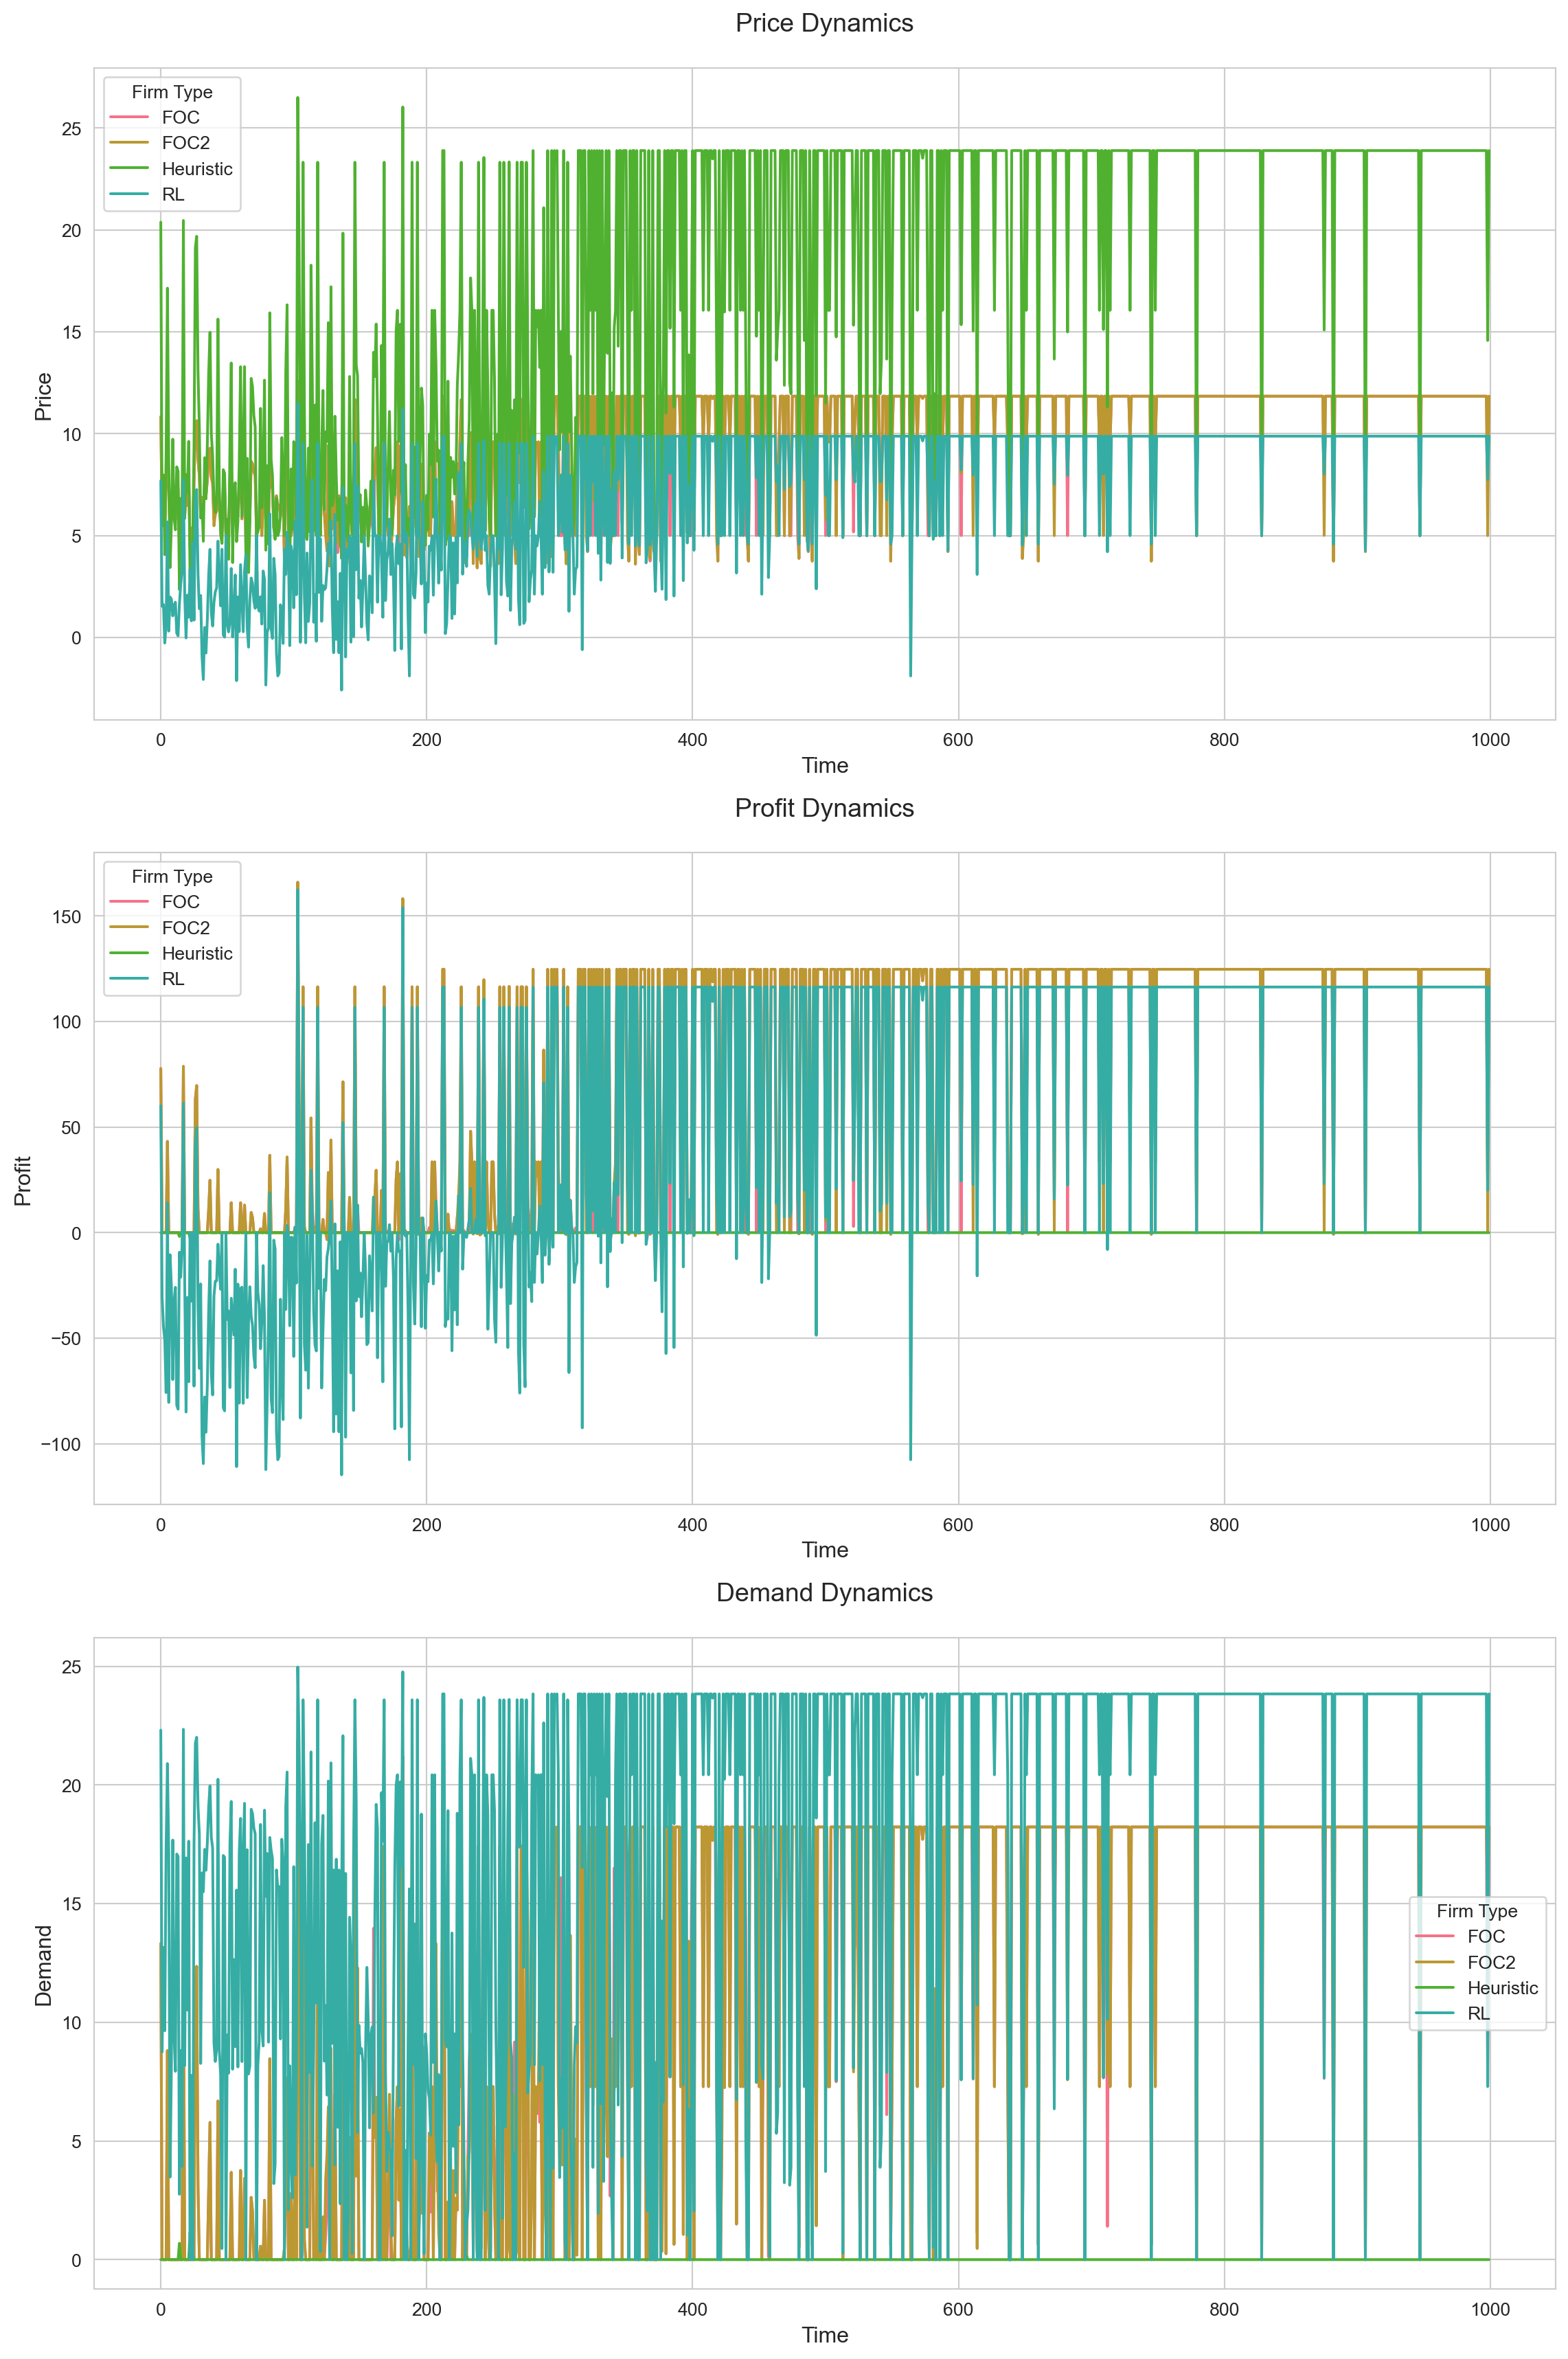 Price Dynamics
Firm Type
FOC
FOC2
Heuristic
RL
25
20
15
10
5
0
Price
0 200 400 600 800 1000
Time
Profit Dynamics
Firm Type
FOC
FOC2
Heuristic
RL
150
100
50
0
−50
−100
Profit
0 200 400 600 800 1000
Time
Demand Dynamics
25
20
15
10
5
0
Demand
Firm Type
FOC
FOC2
Heuristic
RL
0 200 400 600 800 1000
Time